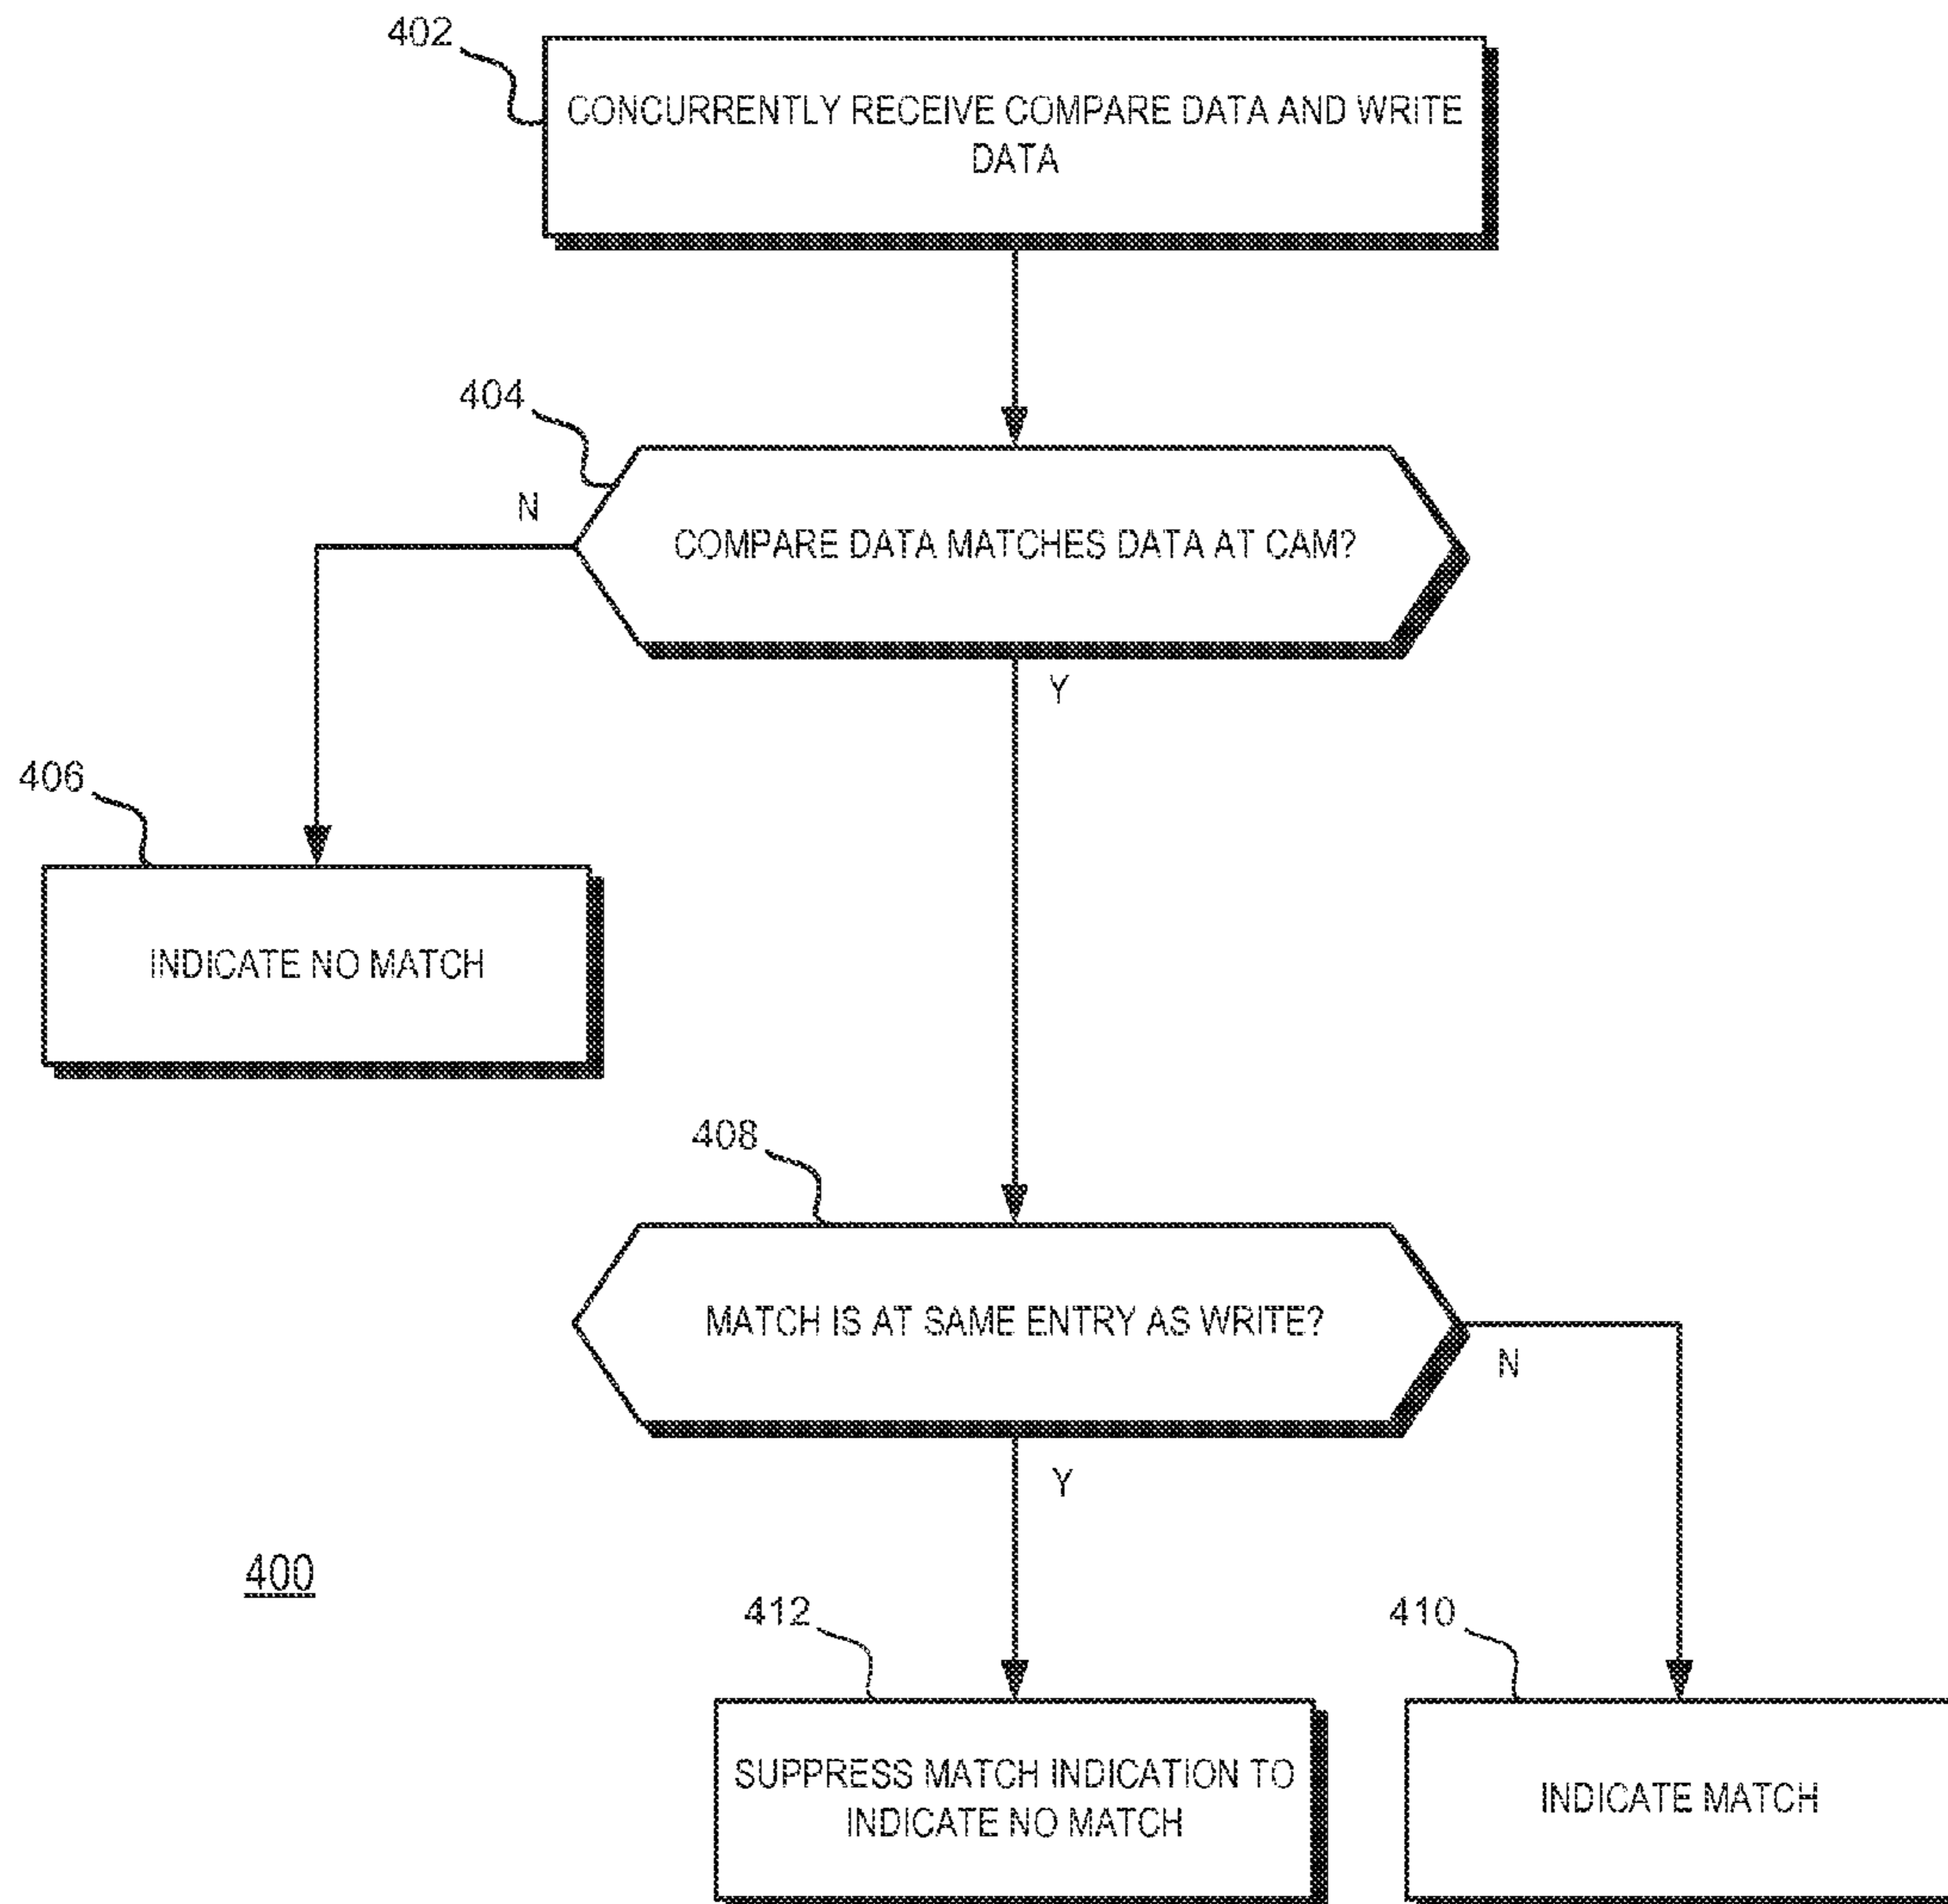 402
CONCURRENTLY RECEIVE COMPARE DATA AND WRITE
DATA
404
N
COMPARE DATA MATCHES DATA AT CAM?
Y
406
INDICATE NO MATCH
408
MATCH IS AT SAME ENTRY AS WRITE?
N
Y
400
412
410
SUPPRESS MATCH INDICATION TO
INDICATE NO MATCH
INDICATE MATCH